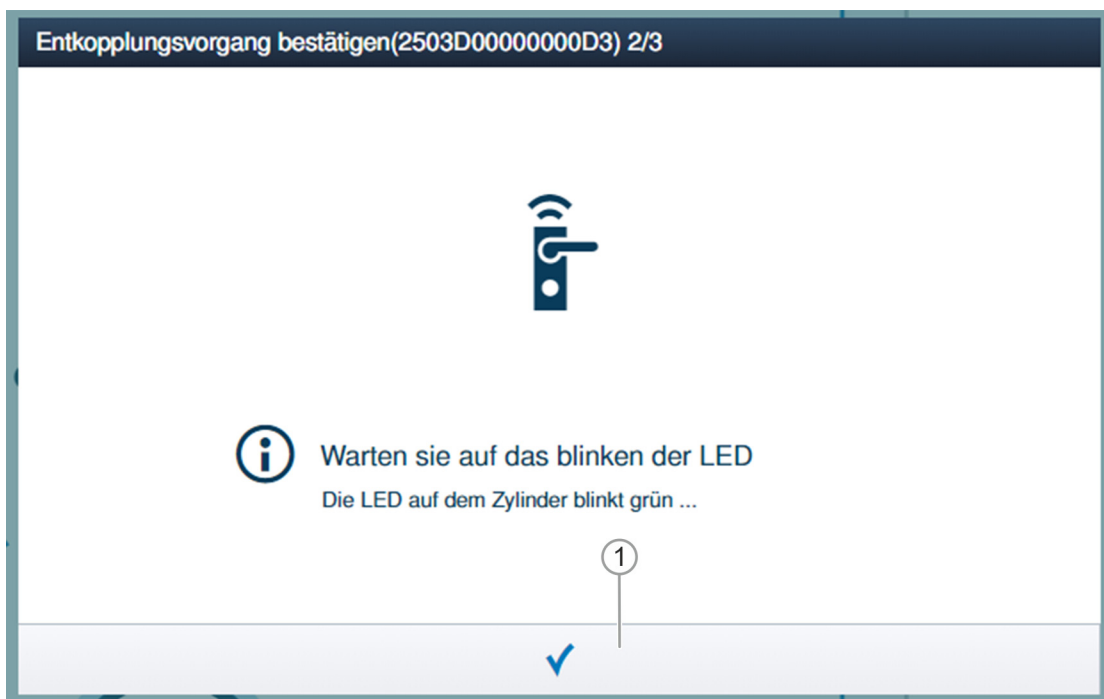 Entkopplungsvorgang bestätigen(2503D00000000D3) 2/3
Warten sie auf das blinken der LED
Die LED auf dem Zylinder blinkt grün ...
1